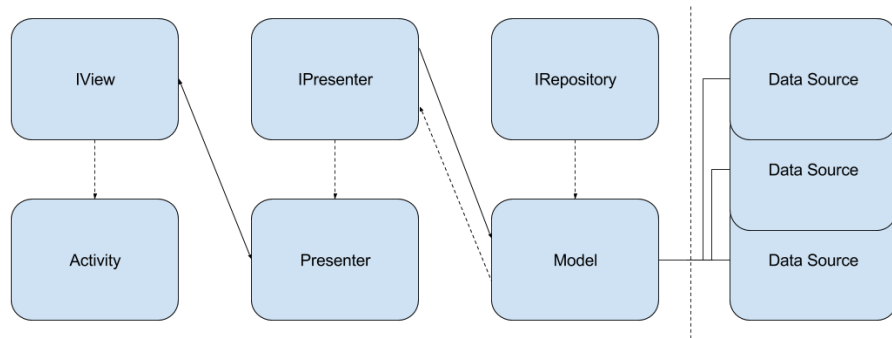 IView
IPresenter
IRepository
Data Source
Data Source
Activity
Presenter
Model
Data Source